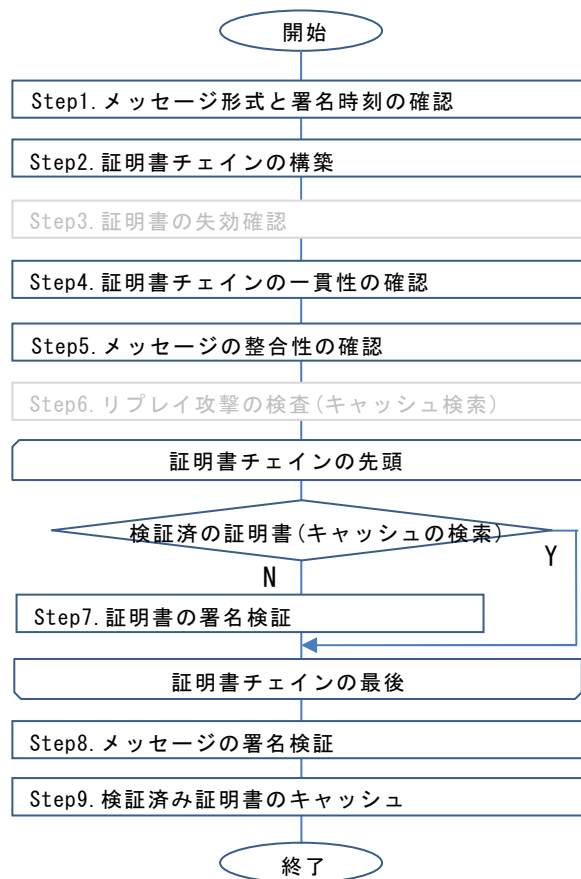 開始
Step1.メッセージ形式と署名時刻の確認
Step2.証明書チェインの構築
Step3.証明書の失効確認
Step4.証明書チェインの一貫性の確認
Step5.メッセージの整合性の確認
Step6.リプレイ攻撃の検査(キャッシュ検索)
証明書チェインの先頭
検証済の証明書(キャッシュの検索)
Y
N
Step7.証明書の署名検証
証明書チェインの最後
Step8.メッセージの署名検証
Step9.検証済み証明書のキャッシュ
終了